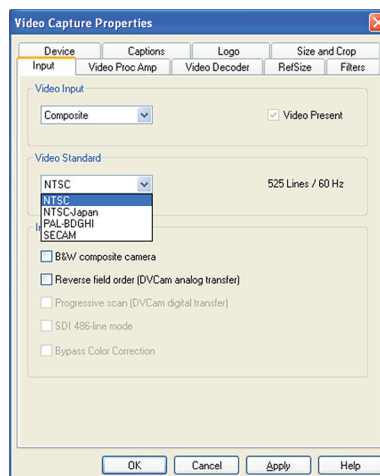 Video Capture Properties
Device Captions Logo Size and Crop
Input Video Proc Amp Video Decoder RefSize Filters
Video Input
Composite Video Present
Video Standard
NTSC 525 Lines / 60 Hz
NTSC
NTSC-Japan
PAL-BDGHI
SECAM
B&W composite camera
Reverse field order (DVCam analog transfer)
Progressive scan (DVCam digital transfer)
SDI 486-line mode
Bypass Color Correction
OK Cancel Apply Help